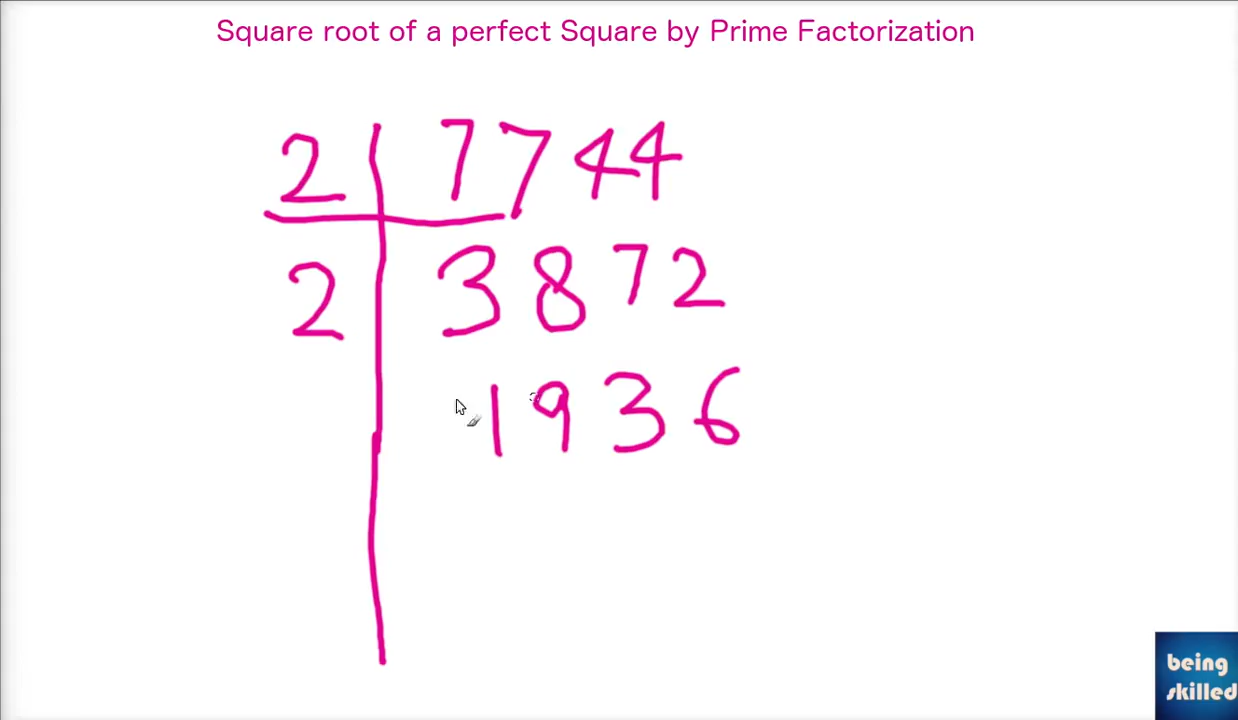 Square root of a perfect Square by Prime Factorization
2 7744
2 3872
1936
being
skilled